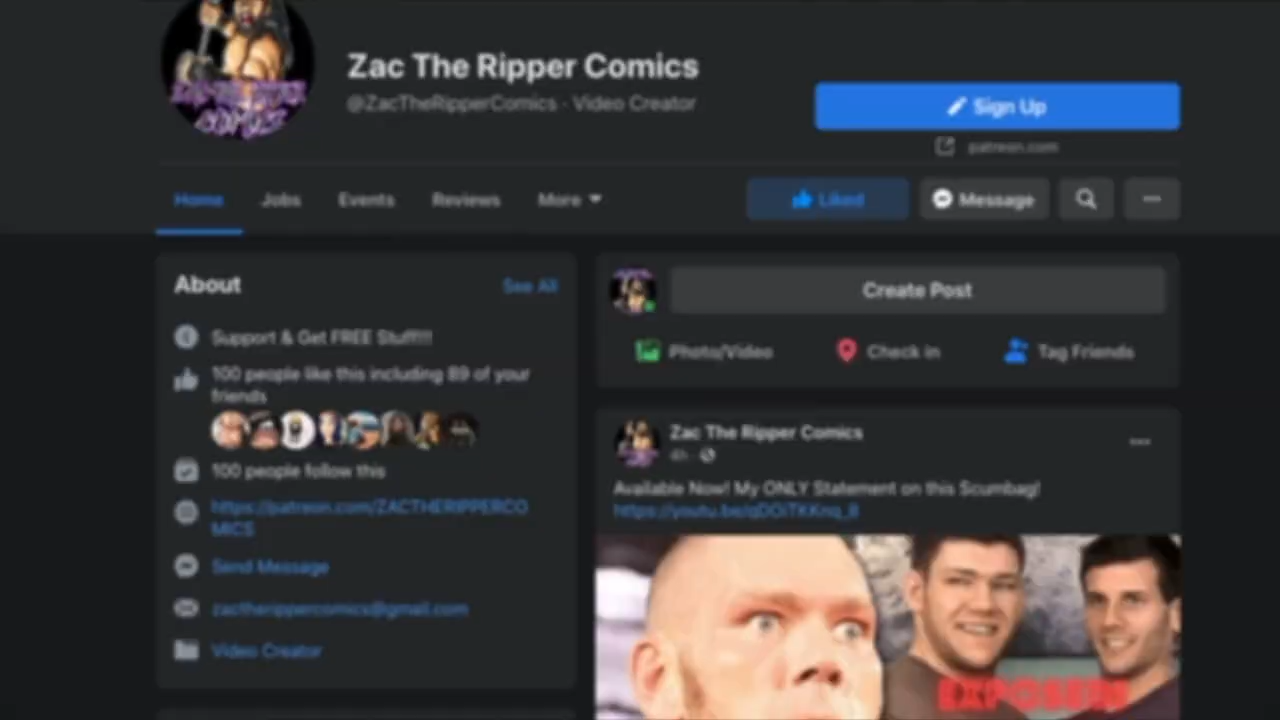 Zac The Ripper Comics
@ZacTheRipperComics · Video Creator
Sign Up
patreon.com
Home
Jobs
Events
Reviews
More
Liked
Message
About
See All
Support & Get FREE Stuff!!!!
100 people like this including 89 of your
friends
100 people follow this
https://patreon.com/ZACTHERIPPERCO
MICS
Send Message
zactherippercomics@gmail.com
Video Creator
Create Post
Photo/Video
Check in
Tag Friends
Zac The Ripper Comics
4h
Available Now! My ONLY Statement on this Scumbag!